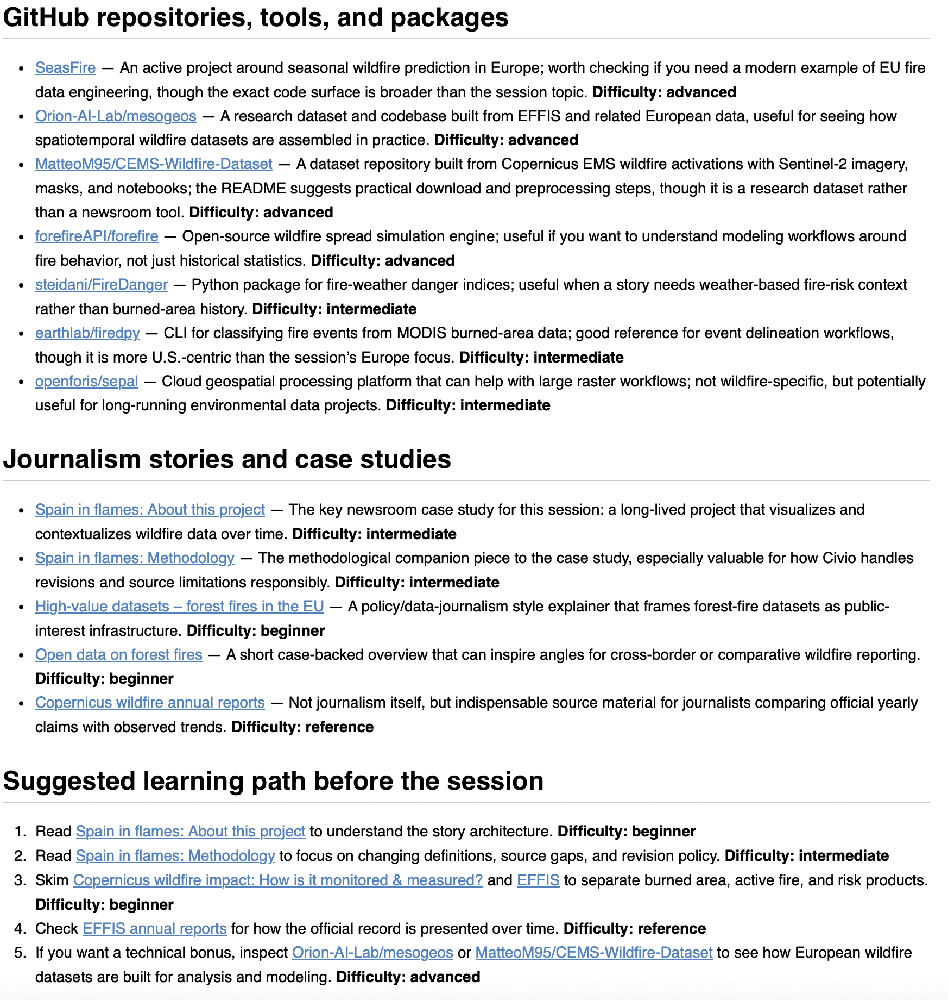 GitHub repositories, tools, and packages
• SeasFire — An active project around seasonal wildfire prediction in Europe; worth checking if you need a modern example of EU fire
data engineering, though the exact code surface is broader than the session topic. Difficulty: advanced
• Orion-AI-Lab/mesogeos — A research dataset and codebase built from EFFIS and related European data, useful for seeing how
spatiotemporal wildfire datasets are assembled in practice. Difficulty: advanced
• MatteoM95/CEMS-Wildfire-Dataset — A dataset repository built from Copernicus EMS wildfire activations with Sentinel-2 imagery,
masks, and notebooks; the README suggests practical download and preprocessing steps, though it is a research dataset rather
than a newsroom tool. Difficulty: advanced
• forefireAPI/forefire — Open-source wildfire spread simulation engine; useful if you want to understand modeling workflows around
fire behavior, not just historical statistics. Difficulty: advanced
• steidani/FireDanger — Python package for fire-weather danger indices; useful when a story needs weather-based fire-risk context
rather than burned-area history. Difficulty: intermediate
• earthlab/firedpy — CLI for classifying fire events from MODIS burned-area data; good reference for event delineation workflows,
though it is more U.S.-centric than the session’s Europe focus. Difficulty: intermediate
• openforis/sepal — Cloud geospatial processing platform that can help with large raster workflows; not wildfire-specific, but potentially
useful for long-running environmental data projects. Difficulty: intermediate
Journalism stories and case studies
• Spain in flames: About this project — The key newsroom case study for this session: a long-lived project that visualizes and
contextualizes wildfire data over time. Difficulty: intermediate
• Spain in flames: Methodology — The methodological companion piece to the case study, especially valuable for how Civio handles
revisions and source limitations responsibly. Difficulty: intermediate
• High-value datasets – forest fires in the EU — A policy/data-journalism style explainer that frames forest-fire datasets as public-
interest infrastructure. Difficulty: beginner
• Open data on forest fires — A short case-backed overview that can inspire angles for cross-border or comparative wildfire reporting.
Difficulty: beginner
• Copernicus wildfire annual reports — Not journalism itself, but indispensable source material for journalists comparing official yearly
claims with observed trends. Difficulty: reference
Suggested learning path before the session
1. Read Spain in flames: About this project to understand the story architecture. Difficulty: beginner
2. Read Spain in flames: Methodology to focus on changing definitions, source gaps, and revision policy. Difficulty: intermediate
3. Skim Copernicus wildfire impact: How is it monitored & measured? and EFFIS to separate burned area, active fire, and risk products.
Difficulty: beginner
4. Check EFFIS annual reports for how the official record is presented over time. Difficulty: reference
5. If you want a technical bonus, inspect Orion-AI-Lab/mesogeos or MatteoM95/CEMS-Wildfire-Dataset to see how European wildfire
datasets are built for analysis and modeling. Difficulty: advanced